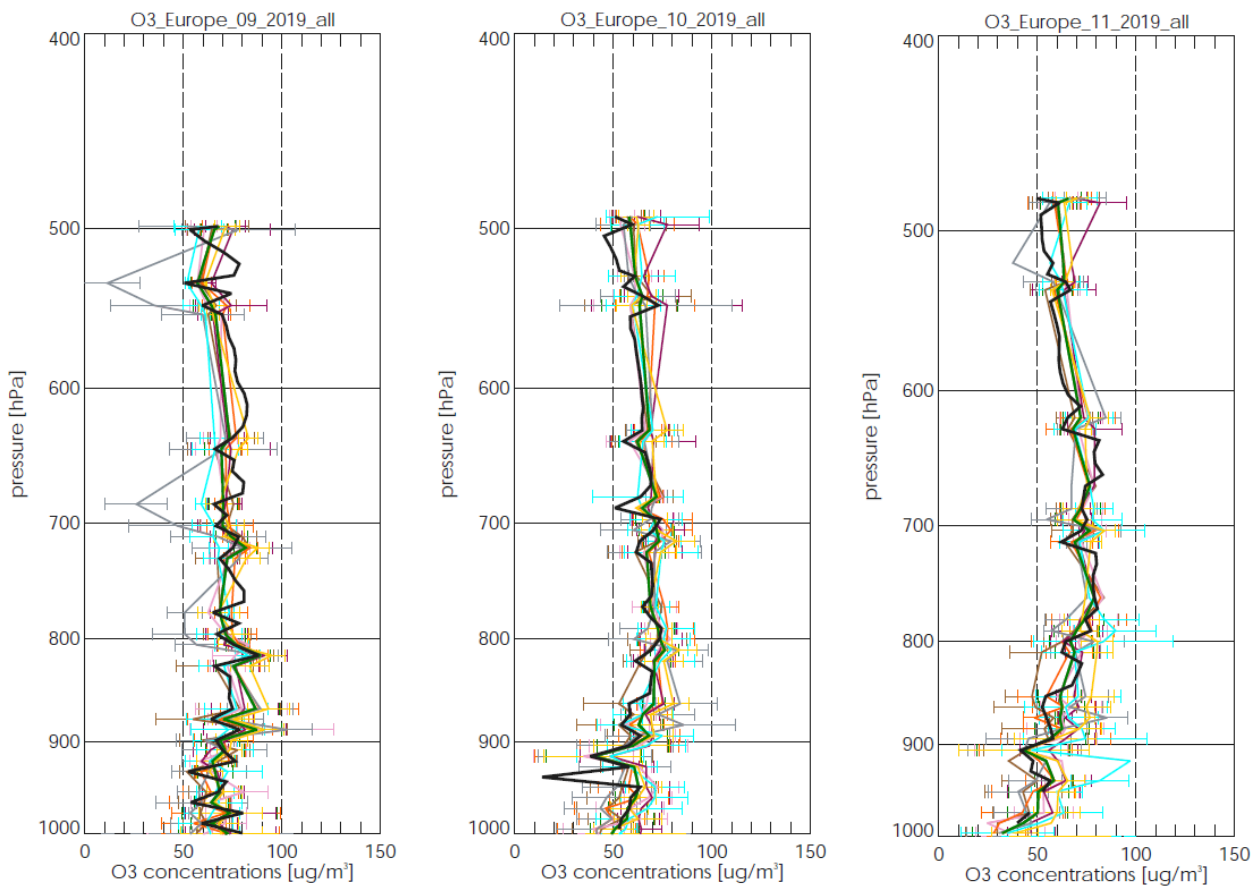 O3_Europe_09_2019_all
400
500
600
700
800
900
1000
pressure [hPa]
0 50 100 150
O3 concentrations [ug/m³]
O3_Europe_10_2019_all
400
500
600
700
800
900
1000
pressure [hPa]
0 50 100 150
O3 concentrations [ug/m³]
O3_Europe_11_2019_all
400
500
600
700
800
900
1000
pressure [hPa]
0 50 100 150
O3 concentrations [ug/m³]